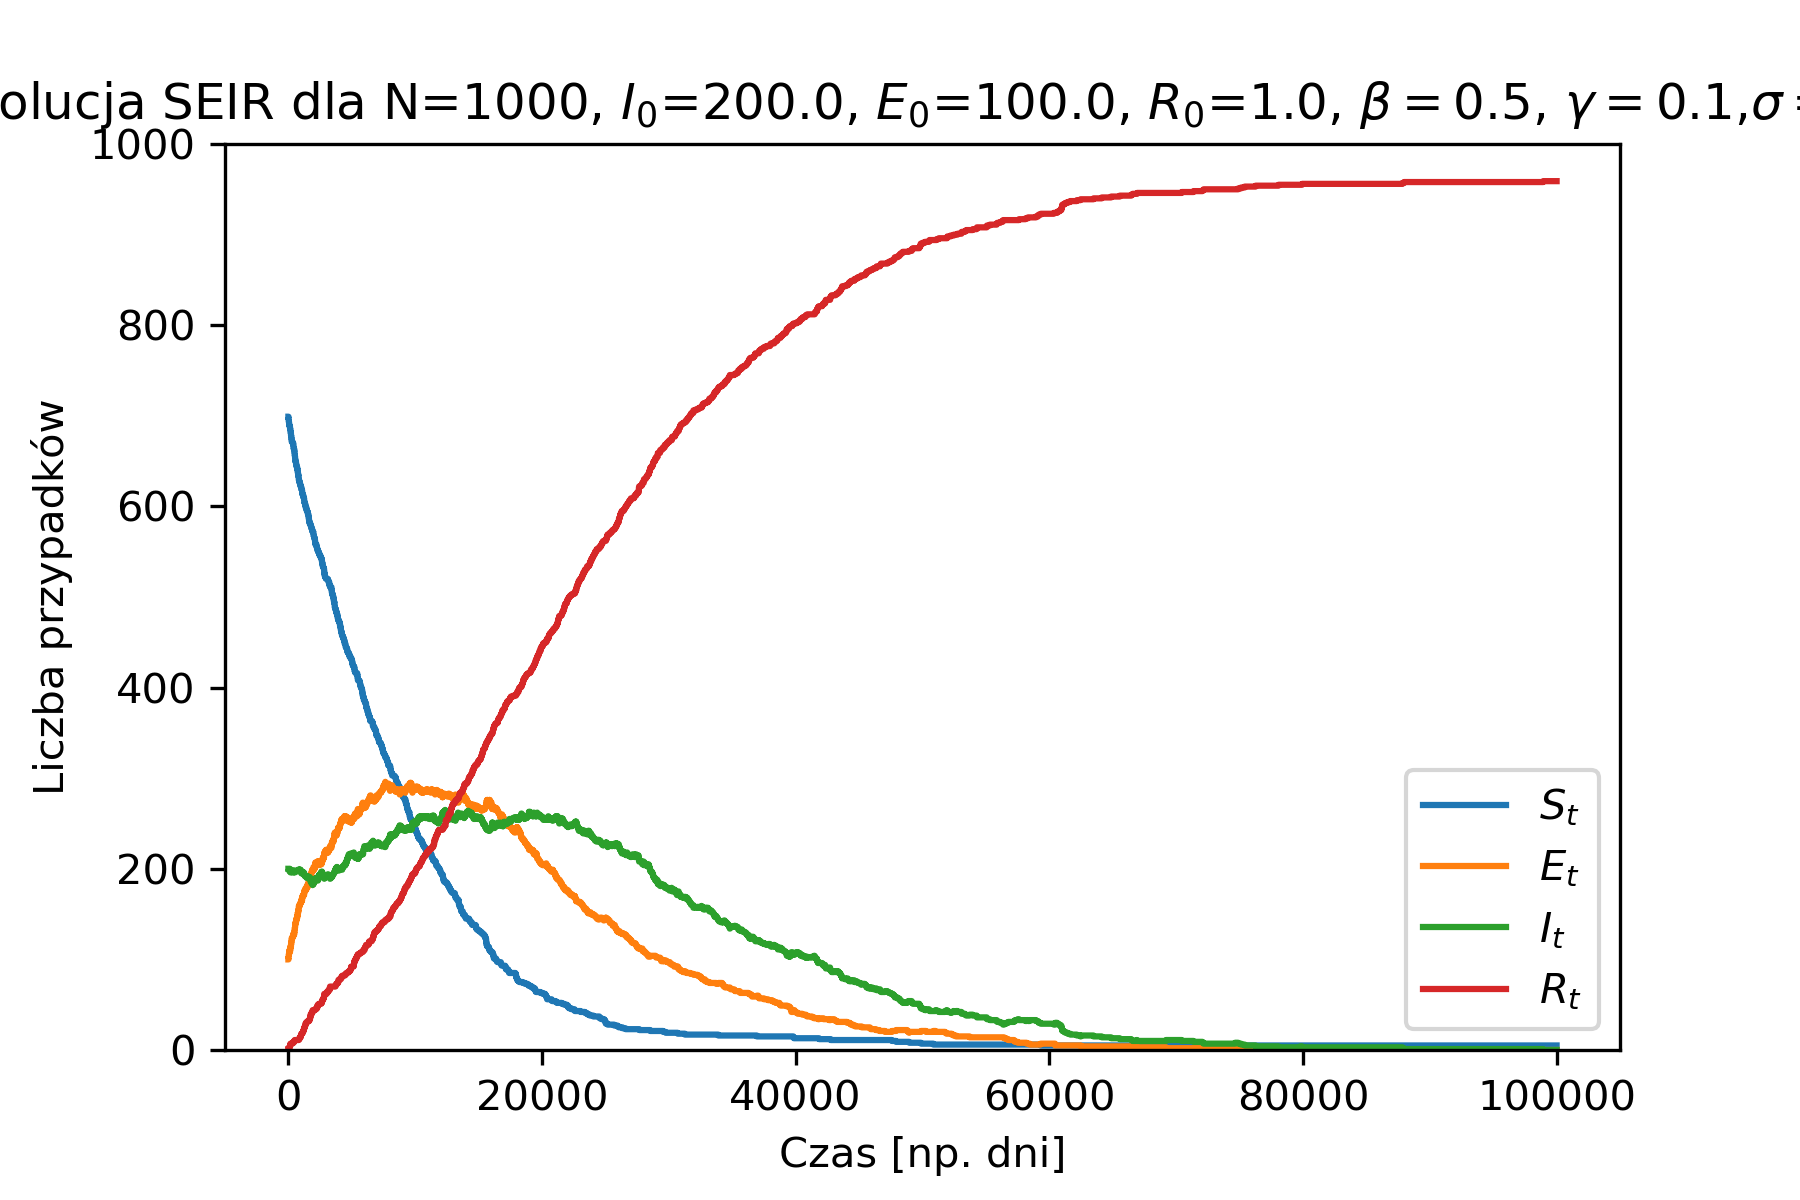 olucja SEIR dla N=1000, I₀=200.0, E₀=100.0, R₀=1.0, β = 0.5, γ = 0.1,σ =
1000
800
600
400
200
0
Liczba przypadków
0 20000 40000 60000 80000 100000
Czas [np. dni]
Sₜ
Eₜ
Iₜ
Rₜ